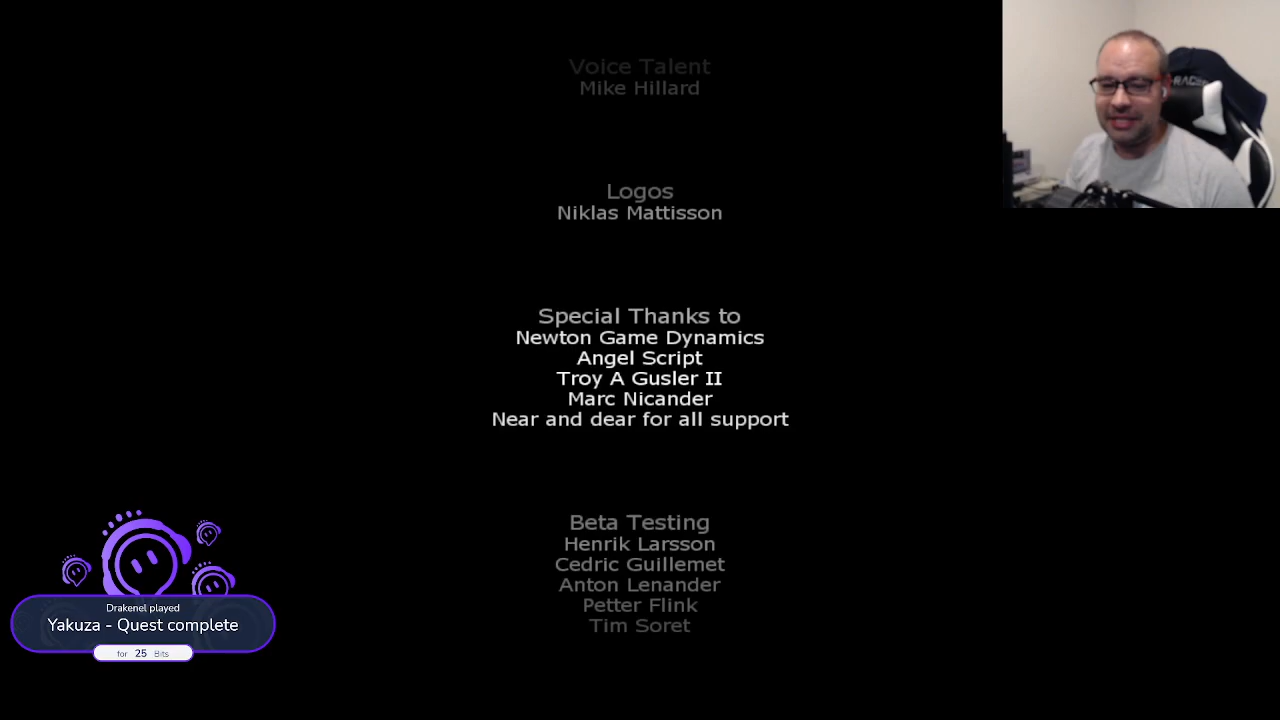 Voice Talent
Mike Hillard
Logos
Niklas Mattisson
Special Thanks to
Newton Game Dynamics
Angel Script
Troy A Gusler II
Marc Nicander
Near and dear for all support
Beta Testing
Henrik Larsson
Cedric Guillemet
Anton Lenander
Petter Flink
Tim Soret
Drakenel played
Yakuza - Quest complete
for 25 Bits